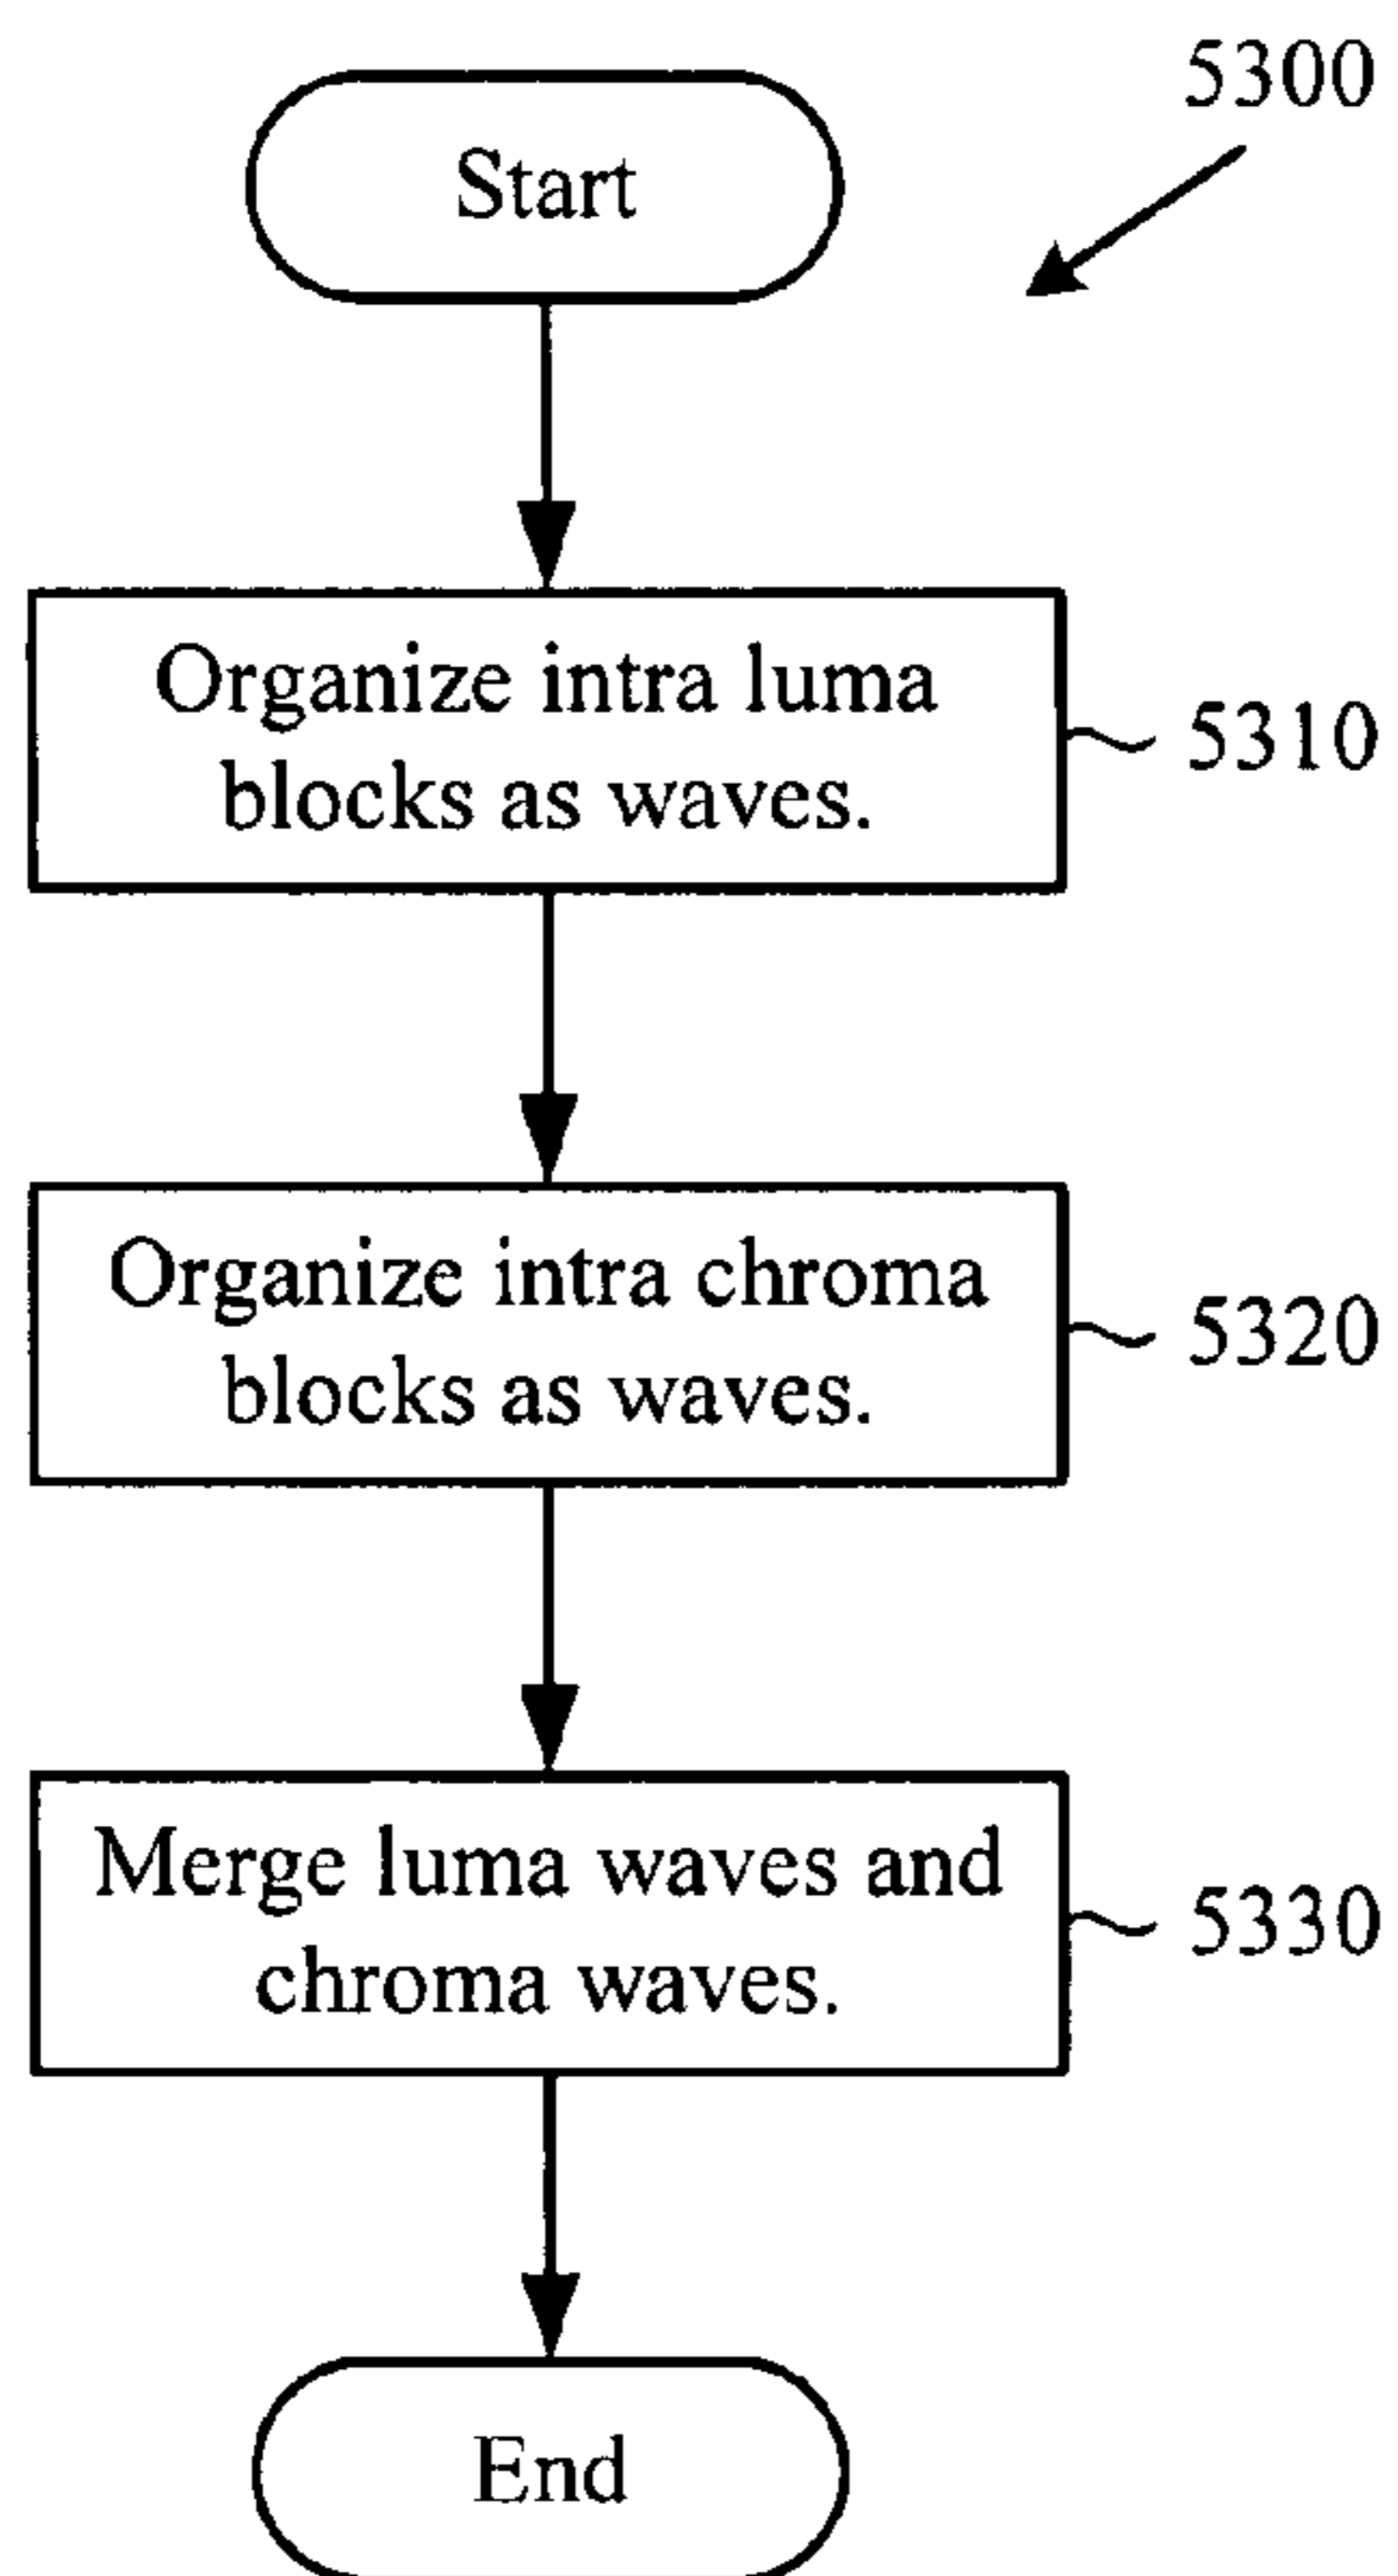 5300
Start
Organize intra luma
blocks as waves.
5310
Organize intra chroma
blocks as waves.
5320
Merge luma waves and
chroma waves.
5330
End